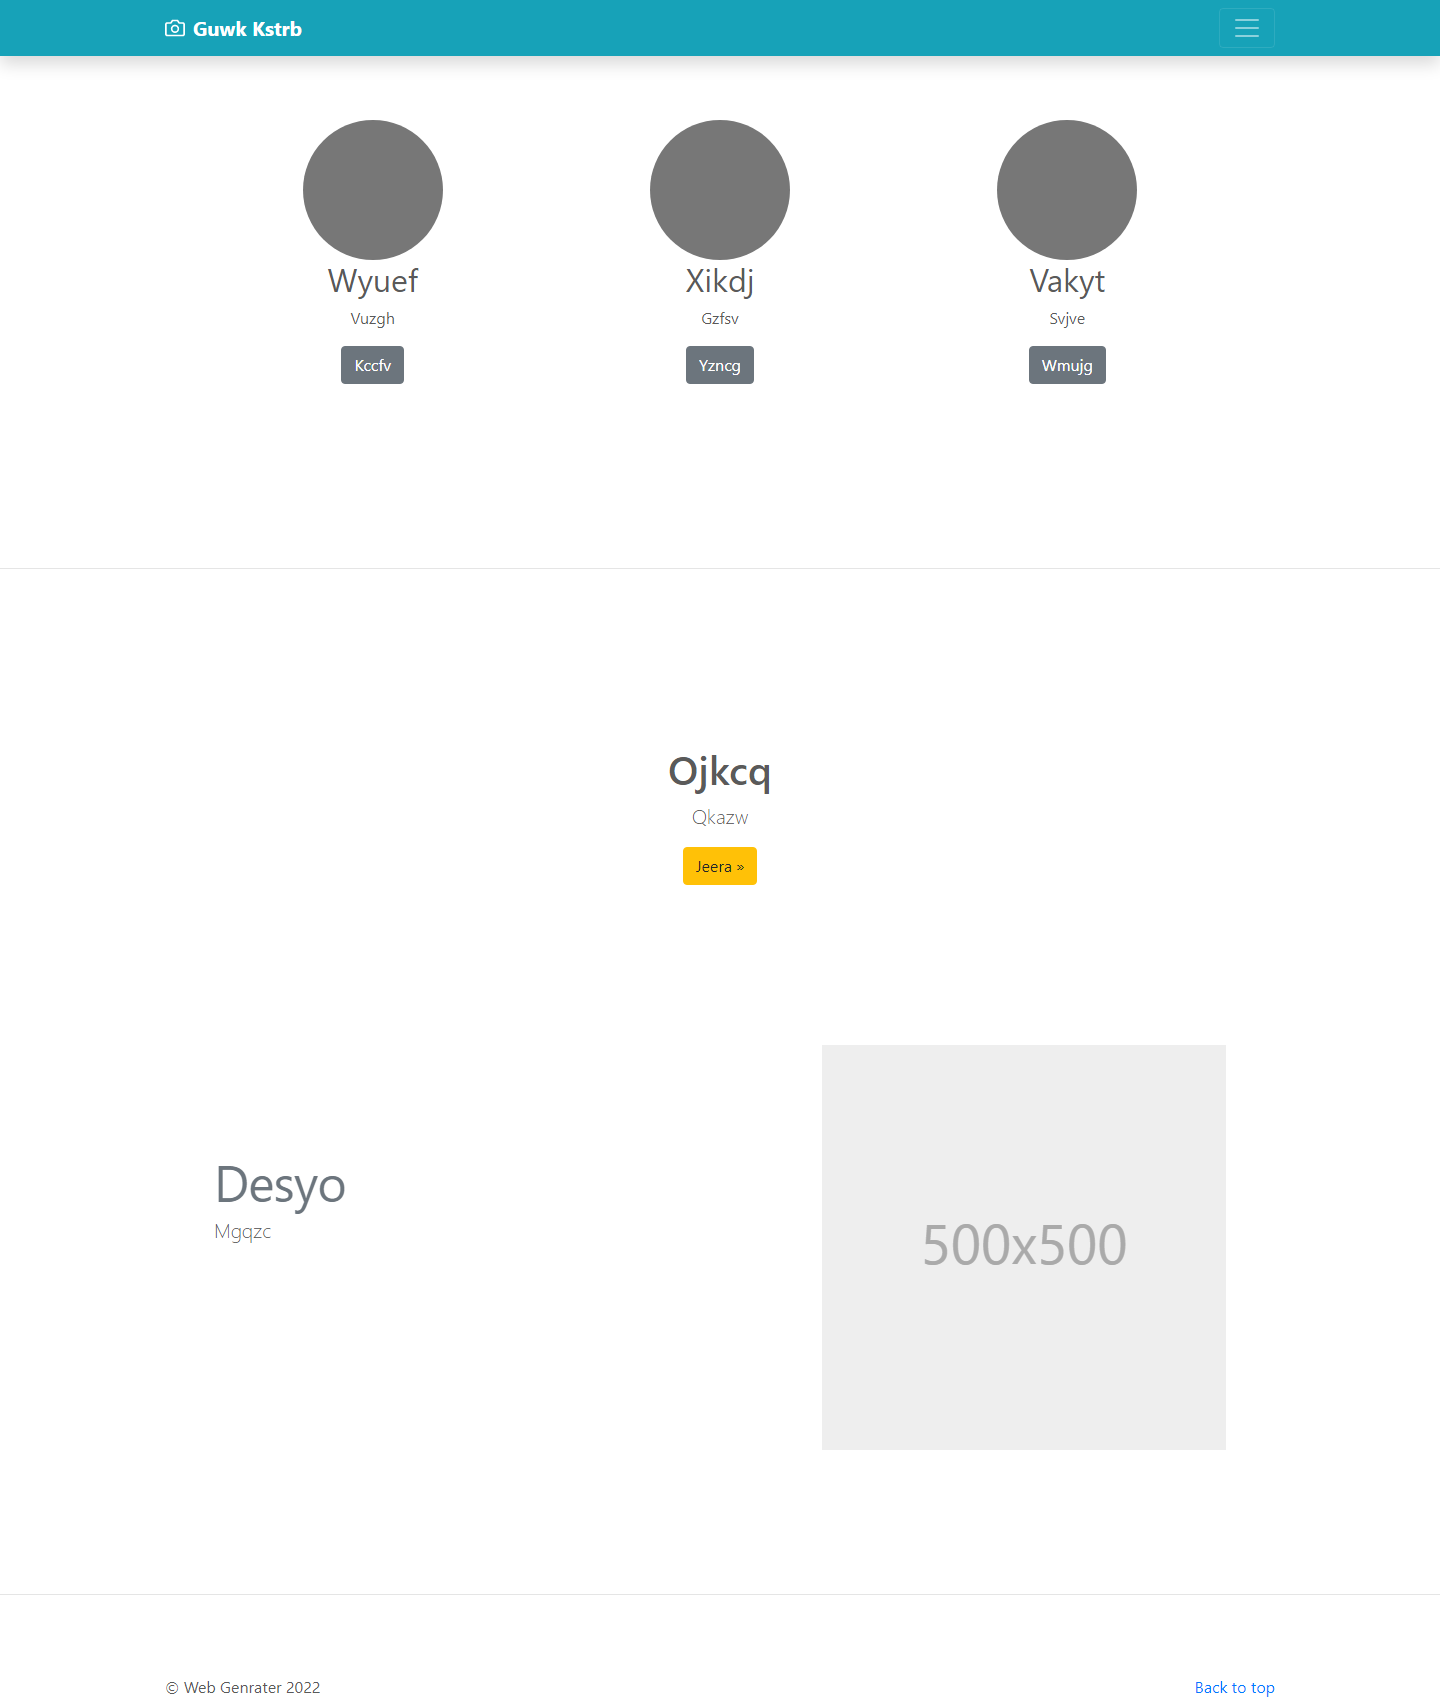 Guwk Kstrb
Wyuef
Xikdj
Vakyt
Vuzgh
Gzfsv
Svjve
Kccfv
Yzncg
Wmujg
Ojkcq
Qkazw
Jeera »
Desyo
Mgqzc
500x500
© Web Genrater 2022
Back to top